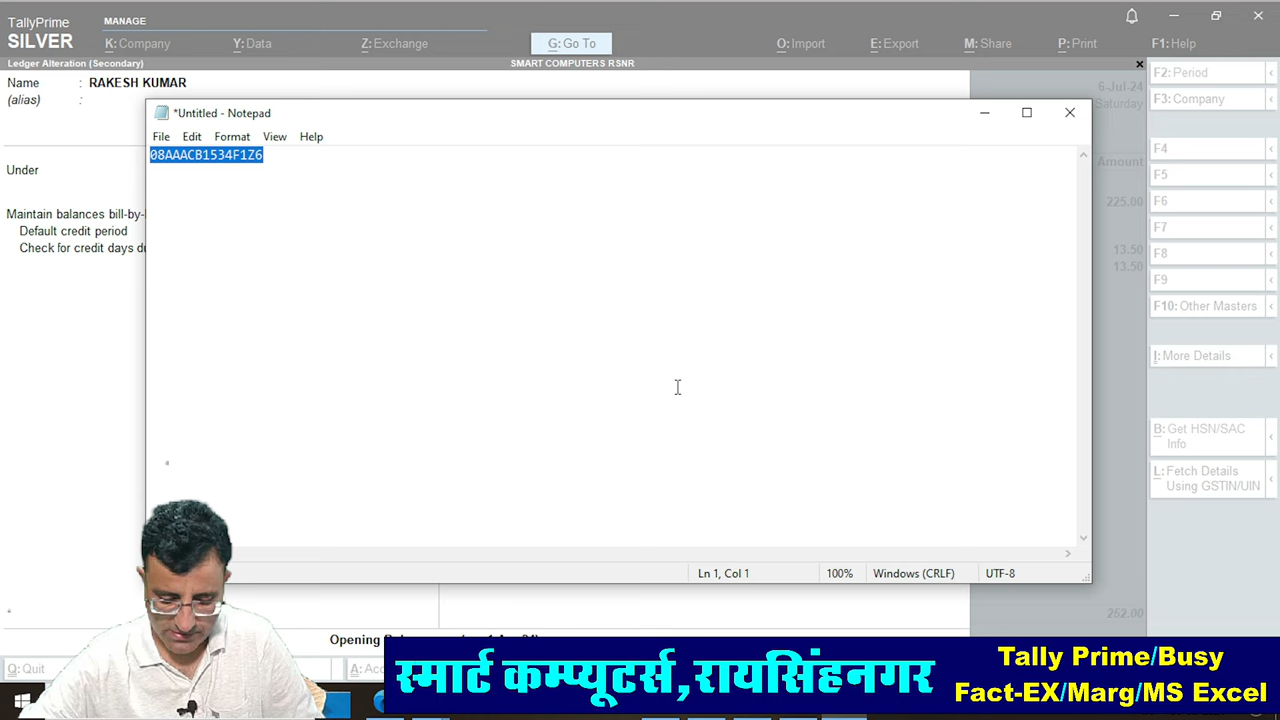 TallyPrime
MANAGE
SILVER
K: Company
Y: Data
Z: Exchange
G: Go To
O: Import
E: Export
M: Share
P: Print
F1: Help
Ledger Alteration (Secondary)
SMART COMPUTERS RSNR
Name : RAKESH KUMAR
(alias) :
6-Jul-24
Saturday
F2: Period
F3: Company
*Untitled - Notepad
File Edit Format View Help
08AAACB1534F1Z6
F4
Amount
Under
F5
225.00
F6
Maintain balances bill-by-
F7
Default credit period
Check for credit days du
13.50
F8
13.50
F9
F10: Other Masters
I: More Details
B: Get HSN/SAC
Info
L: Fetch Details
Using GSTIN/UIN
Ln 1, Col 1
100%
Windows (CRLF)
UTF-8
252.00
Q: Quit
स्मार्ट कम्प्यूटर्स,रायसिंहनगर
Tally Prime/Busy
Fact-EX/Marg/MS Excel